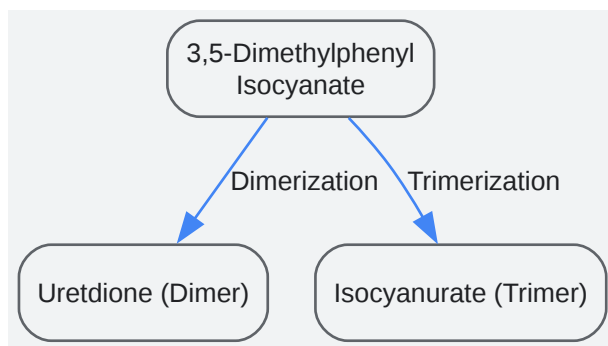 3,5-Dimethylphenyl
Isocyanate
Dimerization
Trimerization
Uretdione (Dimer)
Isocyanurate (Trimer)